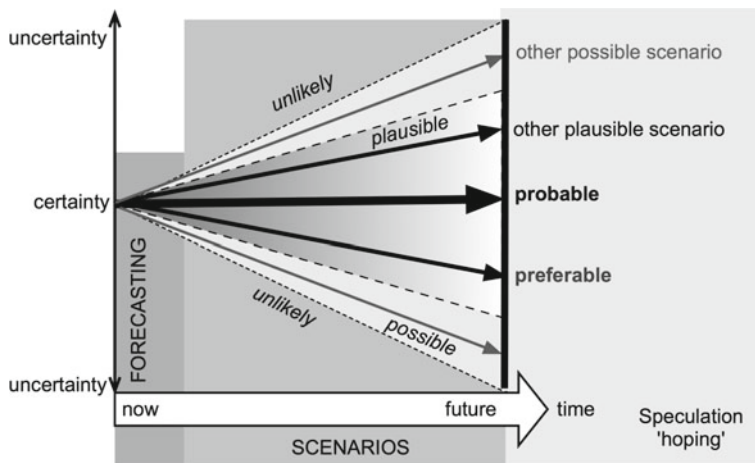 uncertainty
other possible scenario
unlikely
plausible
other plausible scenario
certainty
probable
preferable
FORECASTING
unlikely
possible
uncertainty
now
future
time
Speculation
'hoping'
SCENARIOS